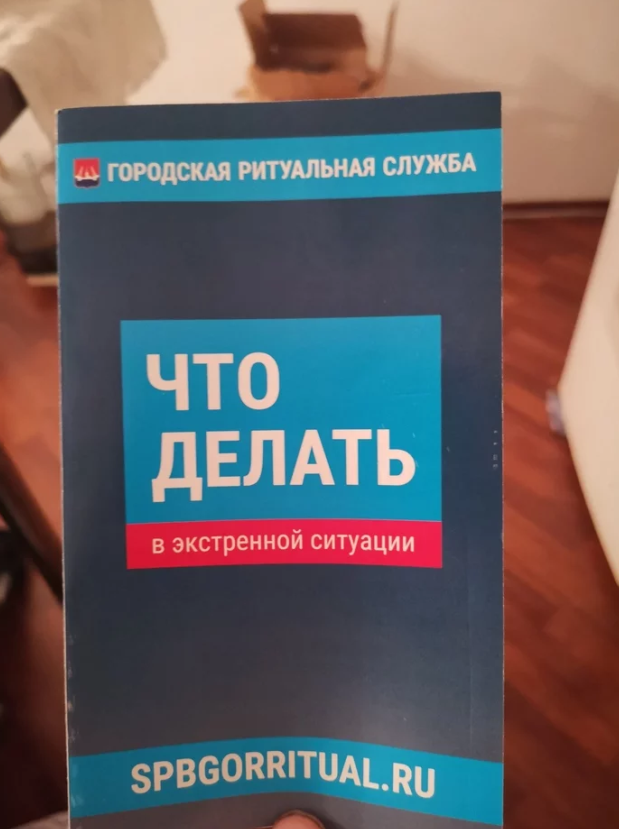 ГОРОДСКАЯ РИТУАЛЬНАЯ СЛУЖБА
ЧТО
ДЕЛАТЬ
в экстренной ситуации
SPBGORRITUAL.RU